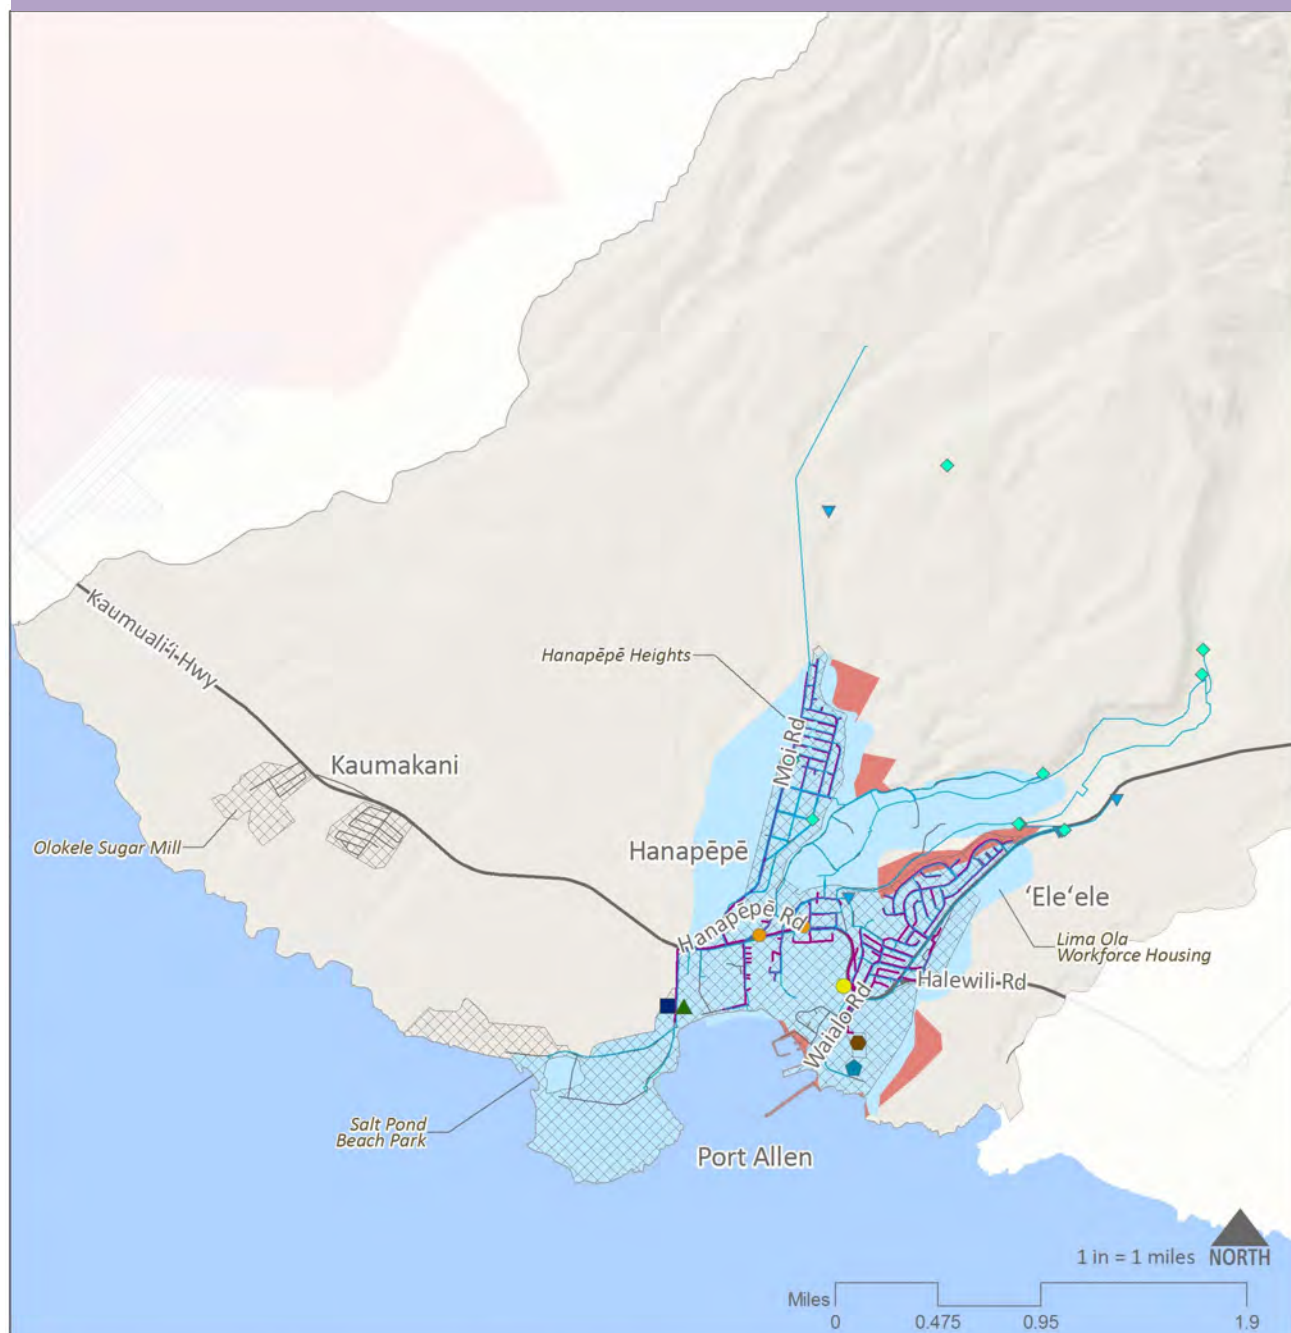 Kaumuali‘i Hwy
Hanapēpē Heights
Moi Rd
Kaumakani
Olokele Sugar Mill
Hanapēpē
‘Ele‘ele
Hanapēpē Rd
Lima Ola
Workforce Housing
Halewili Rd
Waialo Rd
Salt Pond
Beach Park
Port Allen
1 in = 1 miles
NORTH
Miles
0 0.475 0.95 1.9